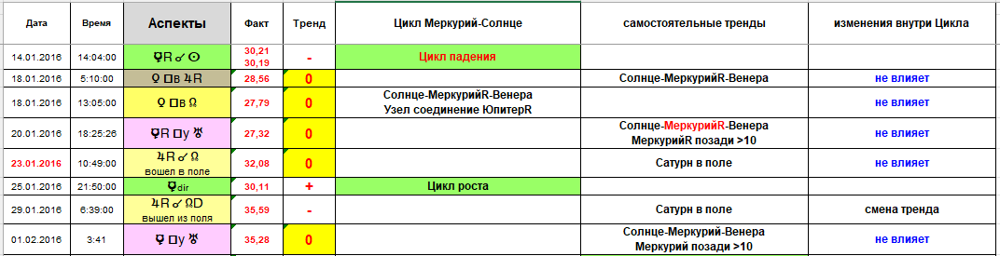 Дата Время Аспекты Факт Тренд Цикл Меркурий-Солнце самостоятельные тренды изменения внутри Цикла
14.01.2016 14:04:00 ☿R ☌ ☉ 30,21 30,19 - Цикл падения
18.01.2016 5:10:00 ♀ □в ♃R 28,56 0 Солнце-МеркурийR-Венера не влияет
18.01.2016 13:05:00 ♀ □в ☊ 27,79 0 Солнце-МеркурийR-Венера не влияет
Узел соединение ЮпитерR
20.01.2016 18:25:26 ☿R □у ♅ 27,32 0 Солнце-МеркурийR-Венера не влияет
МеркурийR позади >10
23.01.2016 10:49:00 ♃R ☌ ☊ 32,08 0 Сатурн в поле не влияет
вошел в поле
25.01.2016 21:50:00 ☿dir 30,11 + Цикл роста
29.01.2016 6:39:00 ♃R ☌ ☊D 35,59 - Сатурн в поле смена тренда
вышел из поля
01.02.2016 3:41 ☿ □у ♅ 35,28 0 Солнце-Меркурий-Венера не влияет
Меркурий позади >10